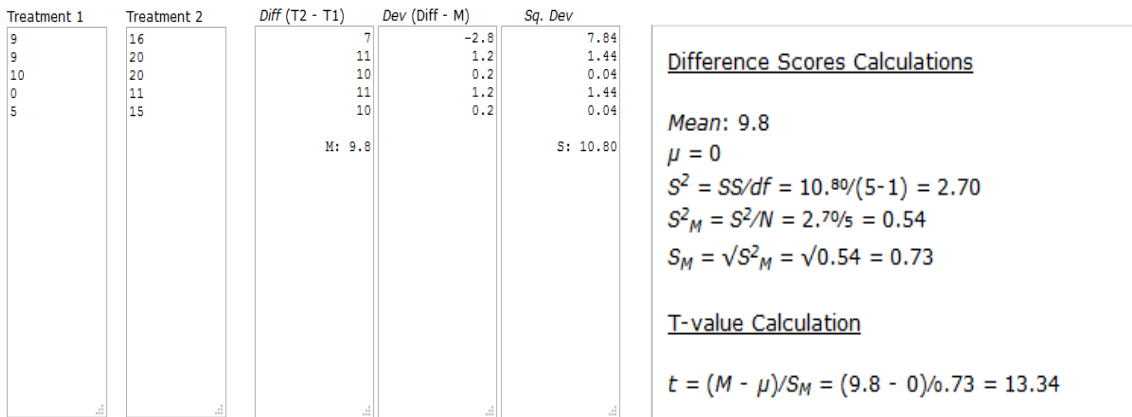 Treatment 1 Treatment 2 Diff (T2 - T1) Dev (Diff - M) Sq. Dev
9 16 7 -2.8 7.84
9 20 11 1.2 1.44
10 20 10 0.2 0.04
0 11 11 1.2 1.44
5 15 10 0.2 0.04
M: 9.8 S: 10.80
Difference Scores Calculations
Mean: 9.8
μ = 0
S² = SS/df = 10.⁸⁰/(5-1) = 2.70
S²M = S²/N = 2.⁷⁰/₅ = 0.54
SM = √S²M = √0.54 = 0.73
T-value Calculation
t = (M - μ)/SM = (9.8 - 0)/₀.73 = 13.34